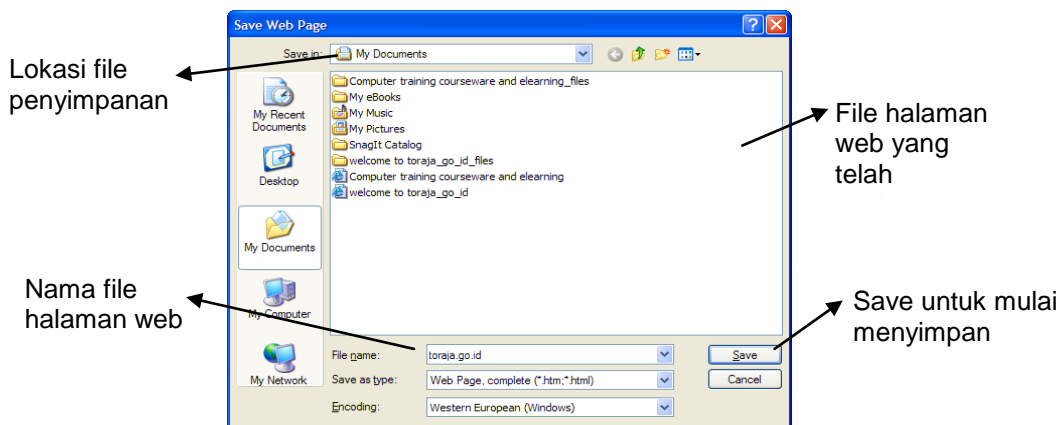 Save Web Page
Save in:
My Documents
Lokasi file
penyimpanan
My Recent
Documents
Desktop
My Documents
My Computer
My Network
Computer training courseware and elearning_files
My eBooks
My Music
My Pictures
SnagIt Catalog
welcome to toraja_go_id_files
Computer training courseware and elearning
welcome to toraja_go_id
File halaman
web yang
telah
Nama file
halaman web
Save untuk mulai
menyimpan
File name:
toraja.go.id
Save
Save as type:
Web Page, complete (*.htm;*.html)
Cancel
Encoding:
Western European (Windows)